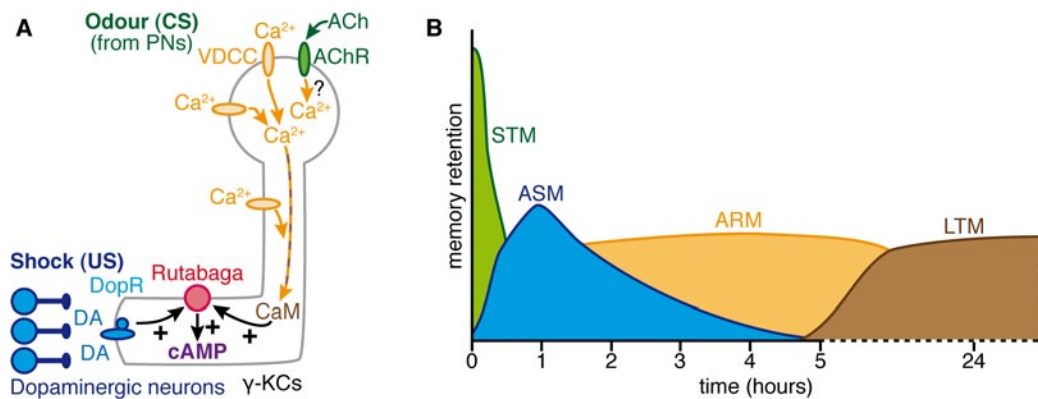 A
Odour (CS)
(from PNs)
Ca²⁺
ACh
VDCC
AChR
?
Ca²⁺
Ca²⁺
Ca²⁺
Ca²⁺
Shock (US)
DopR
Rutabaga
DA
CaM
+
+
+
DA
cAMP
Dopaminergic neurons
γ-KCs
B
memory retention
STM
ASM
ARM
LTM
0
1
2
3
4
5
24
time (hours)